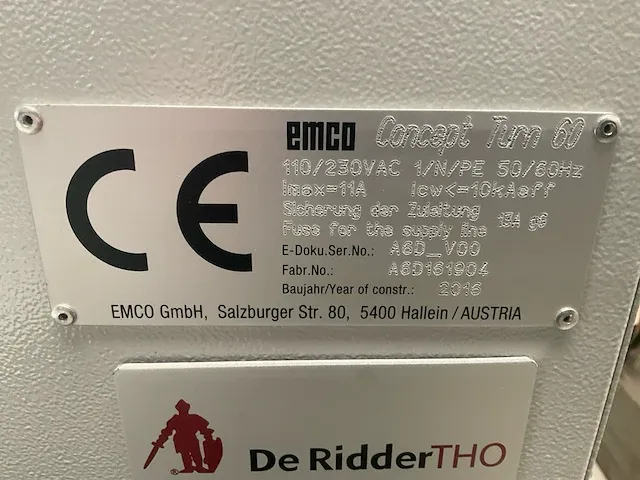 CE
emco Concept Turn 60
110/230VAC 1/N/PE 50/60Hz
Imax=11A Icw<=10kAeff
Sicherung der Zuleitung
Fuse for the supply line 13A gG
E-Doku.Ser.No.: A6D_V00
Fabr.No.: A6D161904
Baujahr/Year of constr.: 2016
EMCO GmbH, Salzburger Str. 80, 5400 Hallein / AUSTRIA
®
De RidderTHO